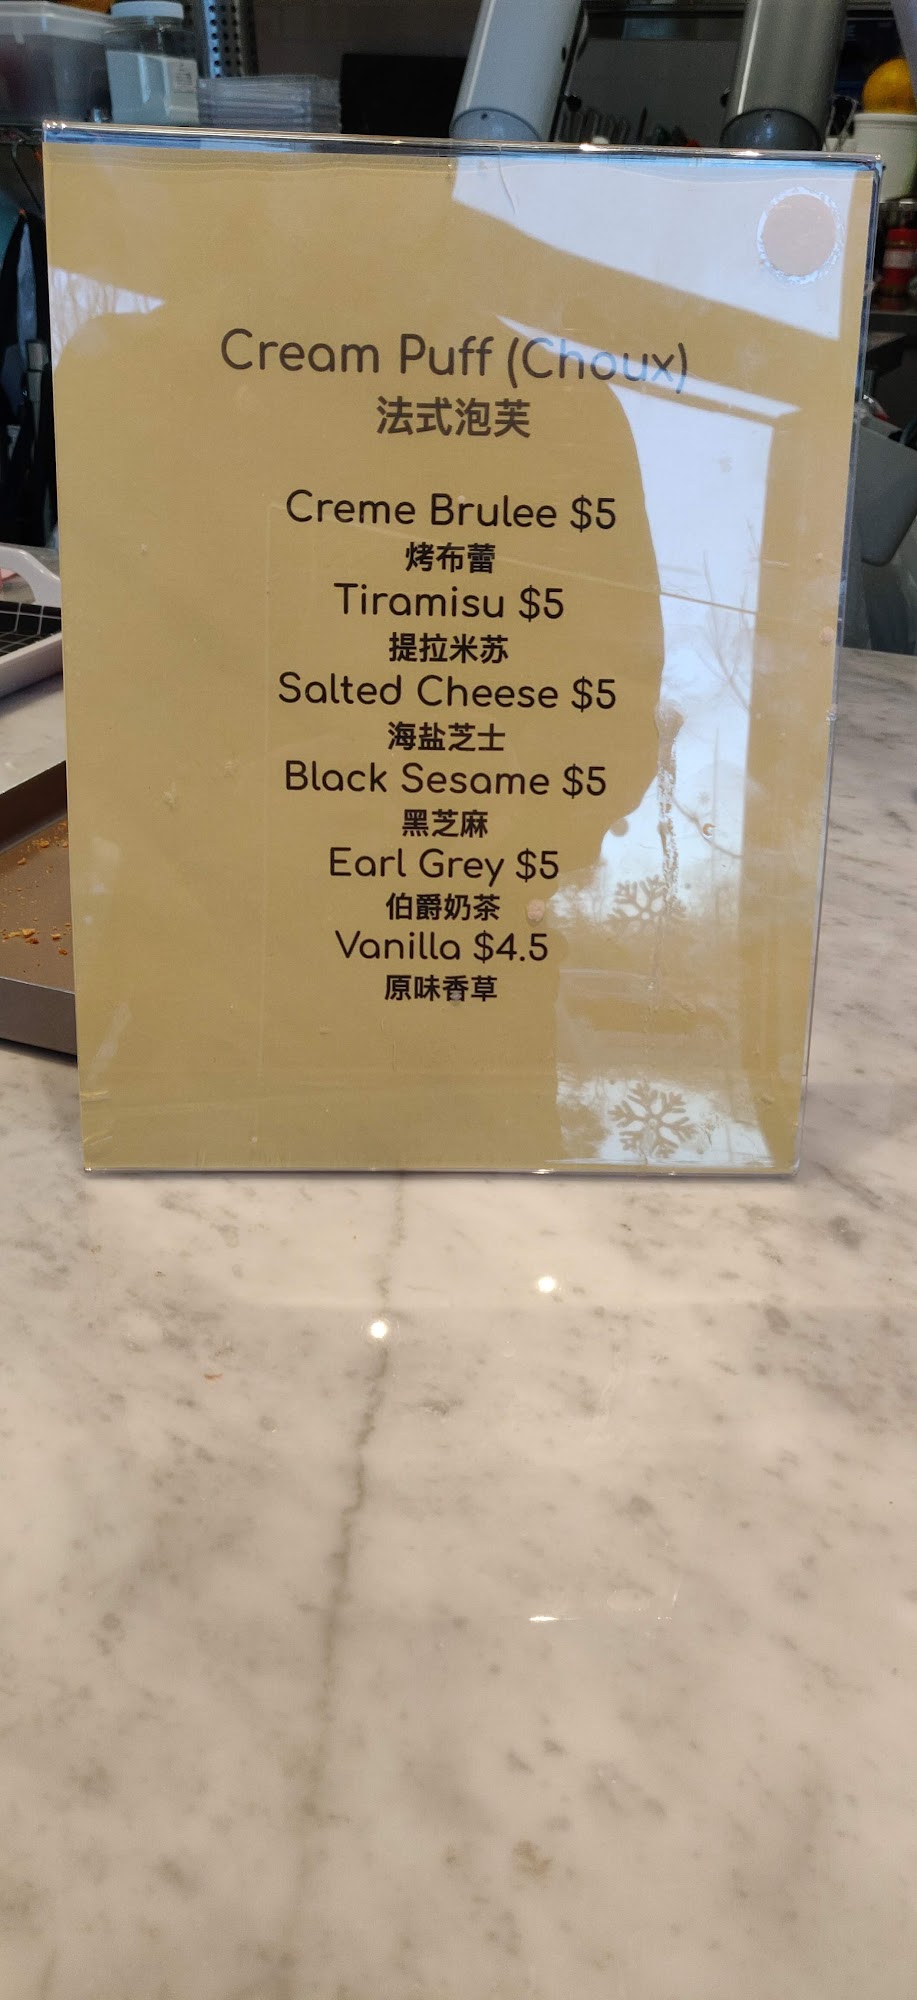 Cream Puff (Choux)
法式泡芙
Creme Brulee $5
烤布蕾
Tiramisu $5
提拉米苏
Salted Cheese $5
海盐芝士
Black Sesame $5
黑芝麻
Earl Grey $5
伯爵奶茶
Vanilla $4.5
原味香草